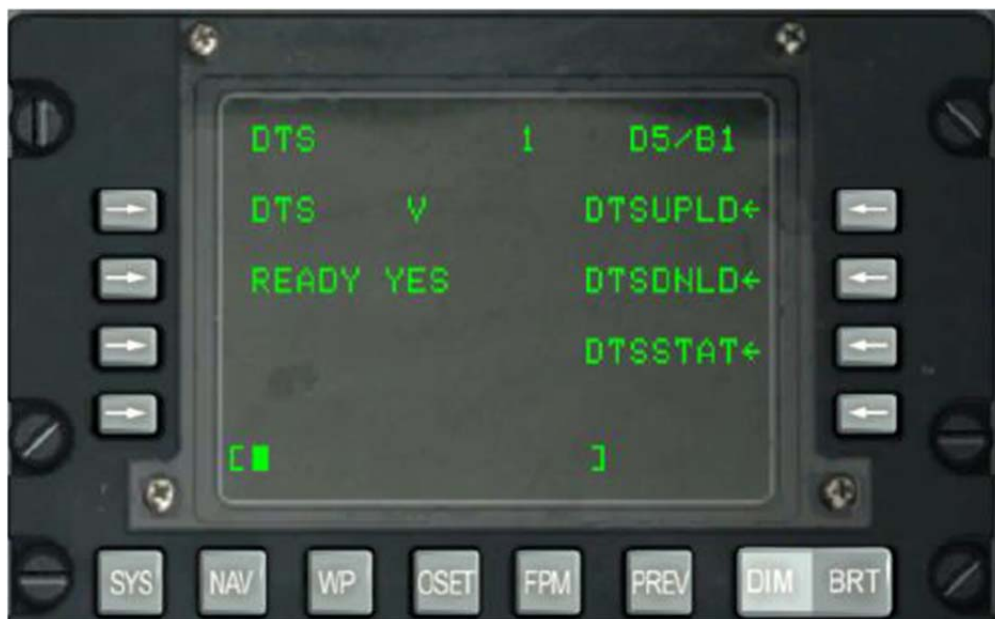 DTS 1 D5/B1
DTS V DTSUPLD←
READY YES DTSDNLD←
DTSSTAT←
[ ]
SYS NAV WP OSET FPM PREV DIM BRT